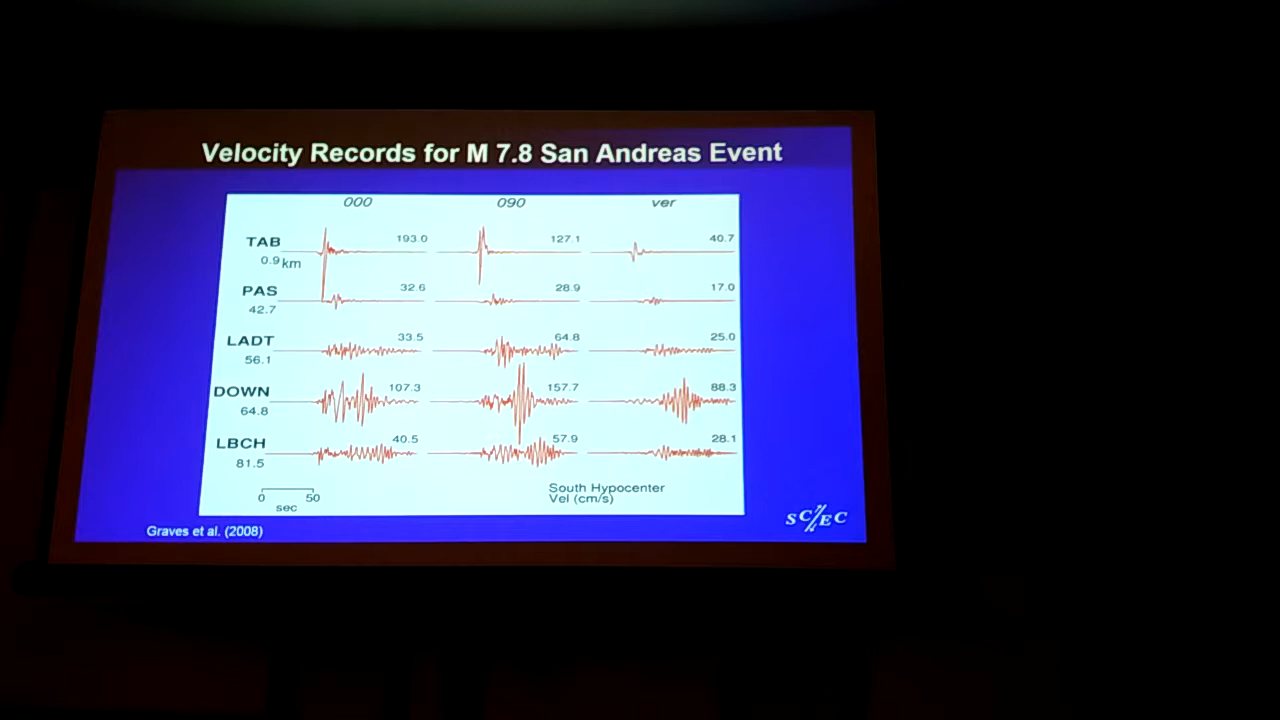 Velocity Records for M 7.8 San Andreas Event
000 090 ver
TAB 193.0 127.1 40.7
0.9 km
PAS 32.6 28.9 17.0
42.7
LADT 33.5 64.8 25.0
56.1
DOWN 107.3 157.7 88.3
64.8
LBCH 40.5 57.9 28.1
81.5
0 50
sec
South Hypocenter
Vel (cm/s)
Graves et al. (2008)
SC/EC